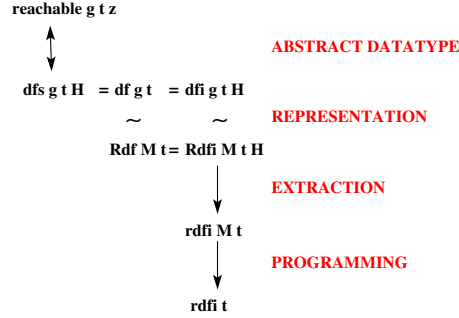 reachable g t z
ABSTRACT DATATYPE
dfs g t H = df g t = dfi g t H
~ ~
REPRESENTATION
Rdf M t = Rdfi M t H
EXTRACTION
rdfi M t
PROGRAMMING
rdfi t